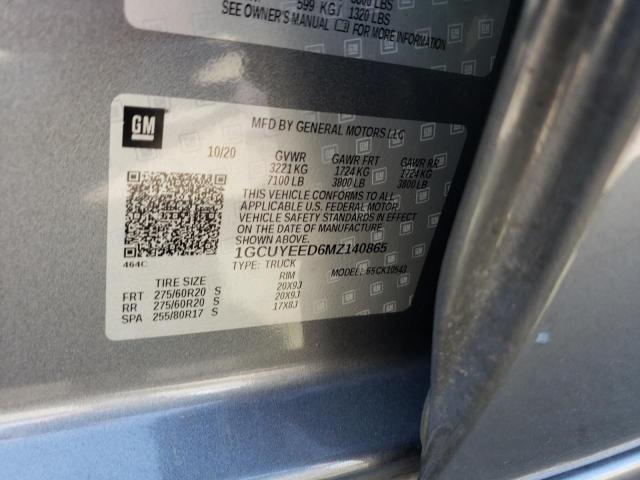 599 KG/ 1320 LBS
SEE OWNER'S MANUAL FOR MORE INFORMATION
GM
MFD BY GENERAL MOTORS LLC
10/20 GVWR GAWR FRT GAWR RR
3221 KG 1724 KG 1724 KG
7100 LB 3800 LB 3800 LB
THIS VEHICLE CONFORMS TO ALL
APPLICABLE U.S. FEDERAL MOTOR
VEHICLE SAFETY STANDARDS IN EFFECT
ON THE DATE OF MANUFACTURE
SHOWN ABOVE.
1GCUYEED6MZ140865
464C
TYPE: TRUCK MODEL: CK10543
TIRE SIZE RIM
FRT 275/60R20 S 20X9J
RR 275/60R20 S 20X9J
SPA 255/80R17 S 17X8J